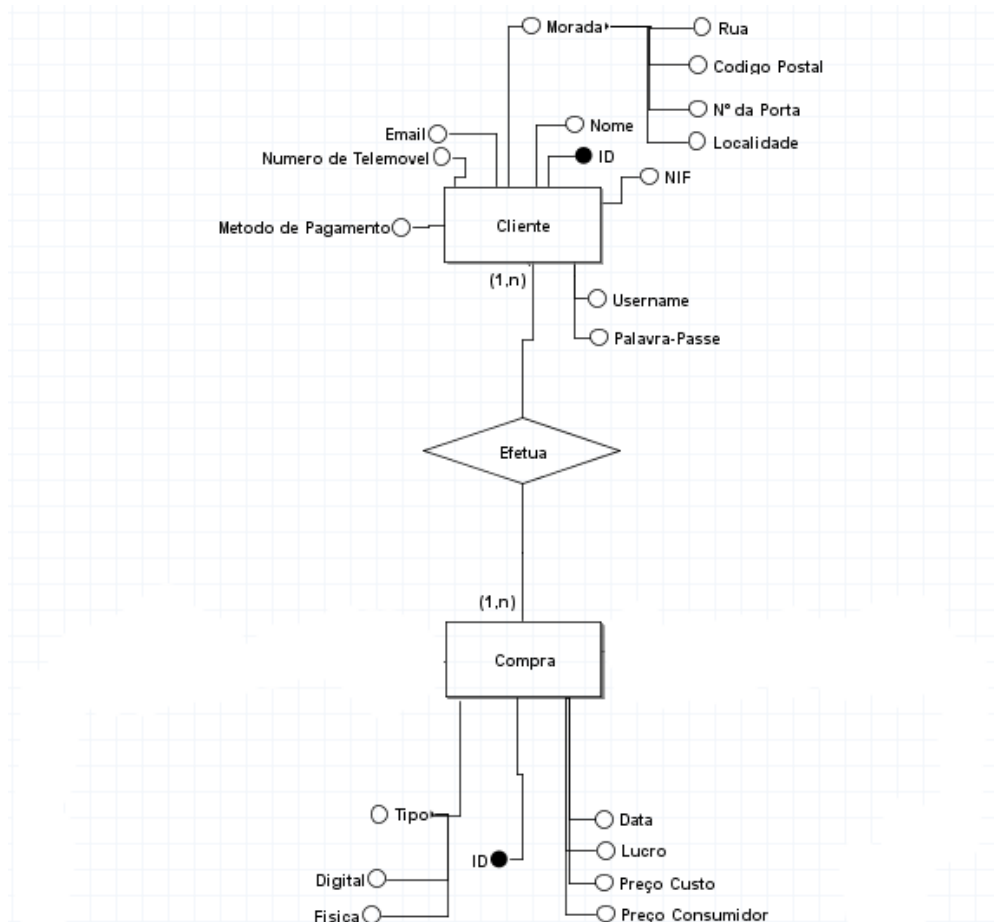 Morada
Rua
Codigo Postal
Nº da Porta
Localidade
Email
Nome
Numero de Telemovel
ID
NIF
Metodo de Pagamento
Cliente
(1,n)
Username
Palavra-Passe
Efetua
(1,n)
Compra
Tipo
Data
ID
Lucro
Digital
Preço Custo
Fisica
Preço Consumidor